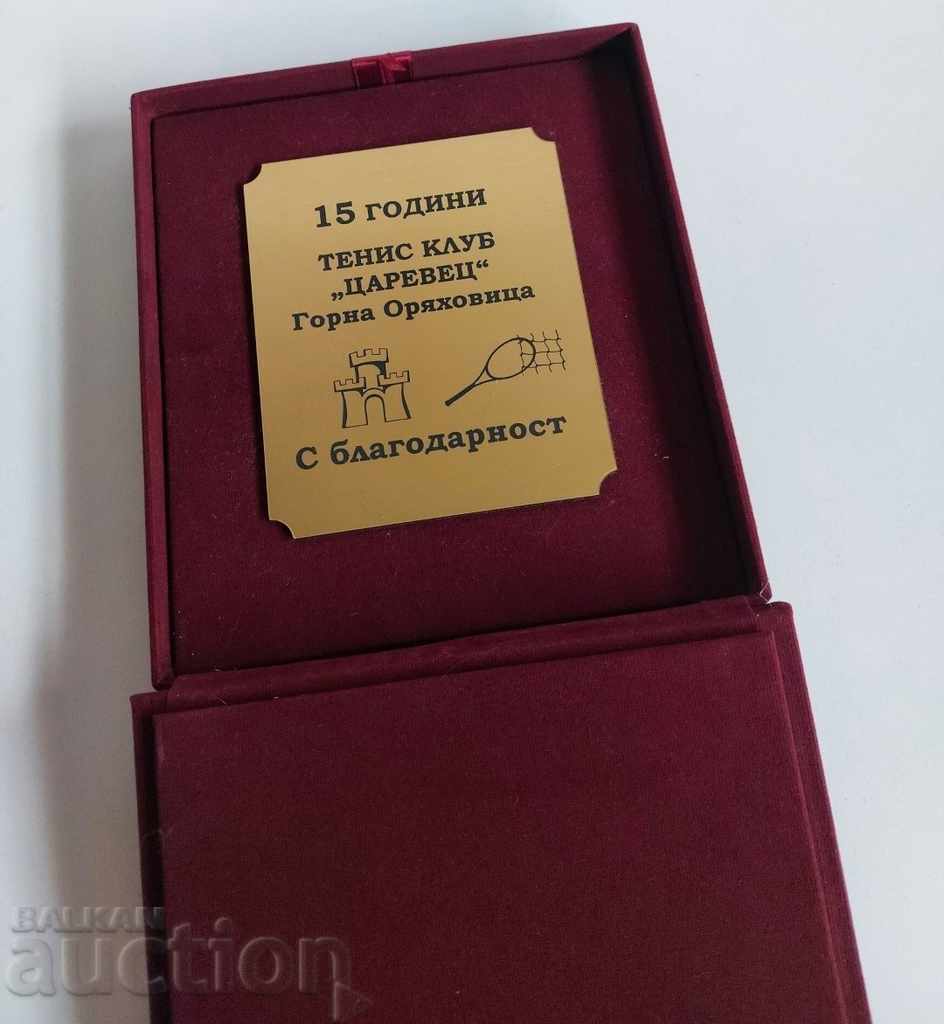 15 ГОДИНИ
ТЕНИС КЛУБ
„ЦАРЕВЕЦ“
Горна Оряховица
С благодарност
BALKAN
auction